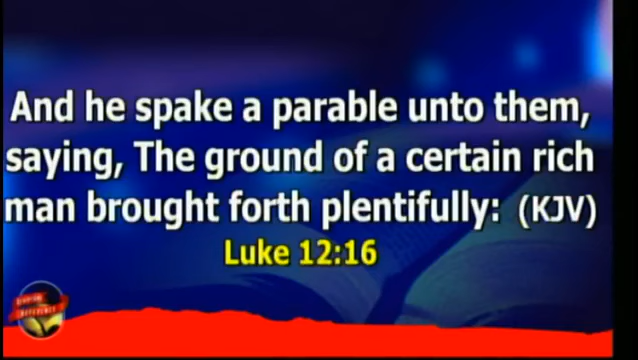 And he spake a parable unto them,
saying, The ground of a certain rich
man brought forth plentifully: (KJV)
Luke 12:16
DIFFERENCE